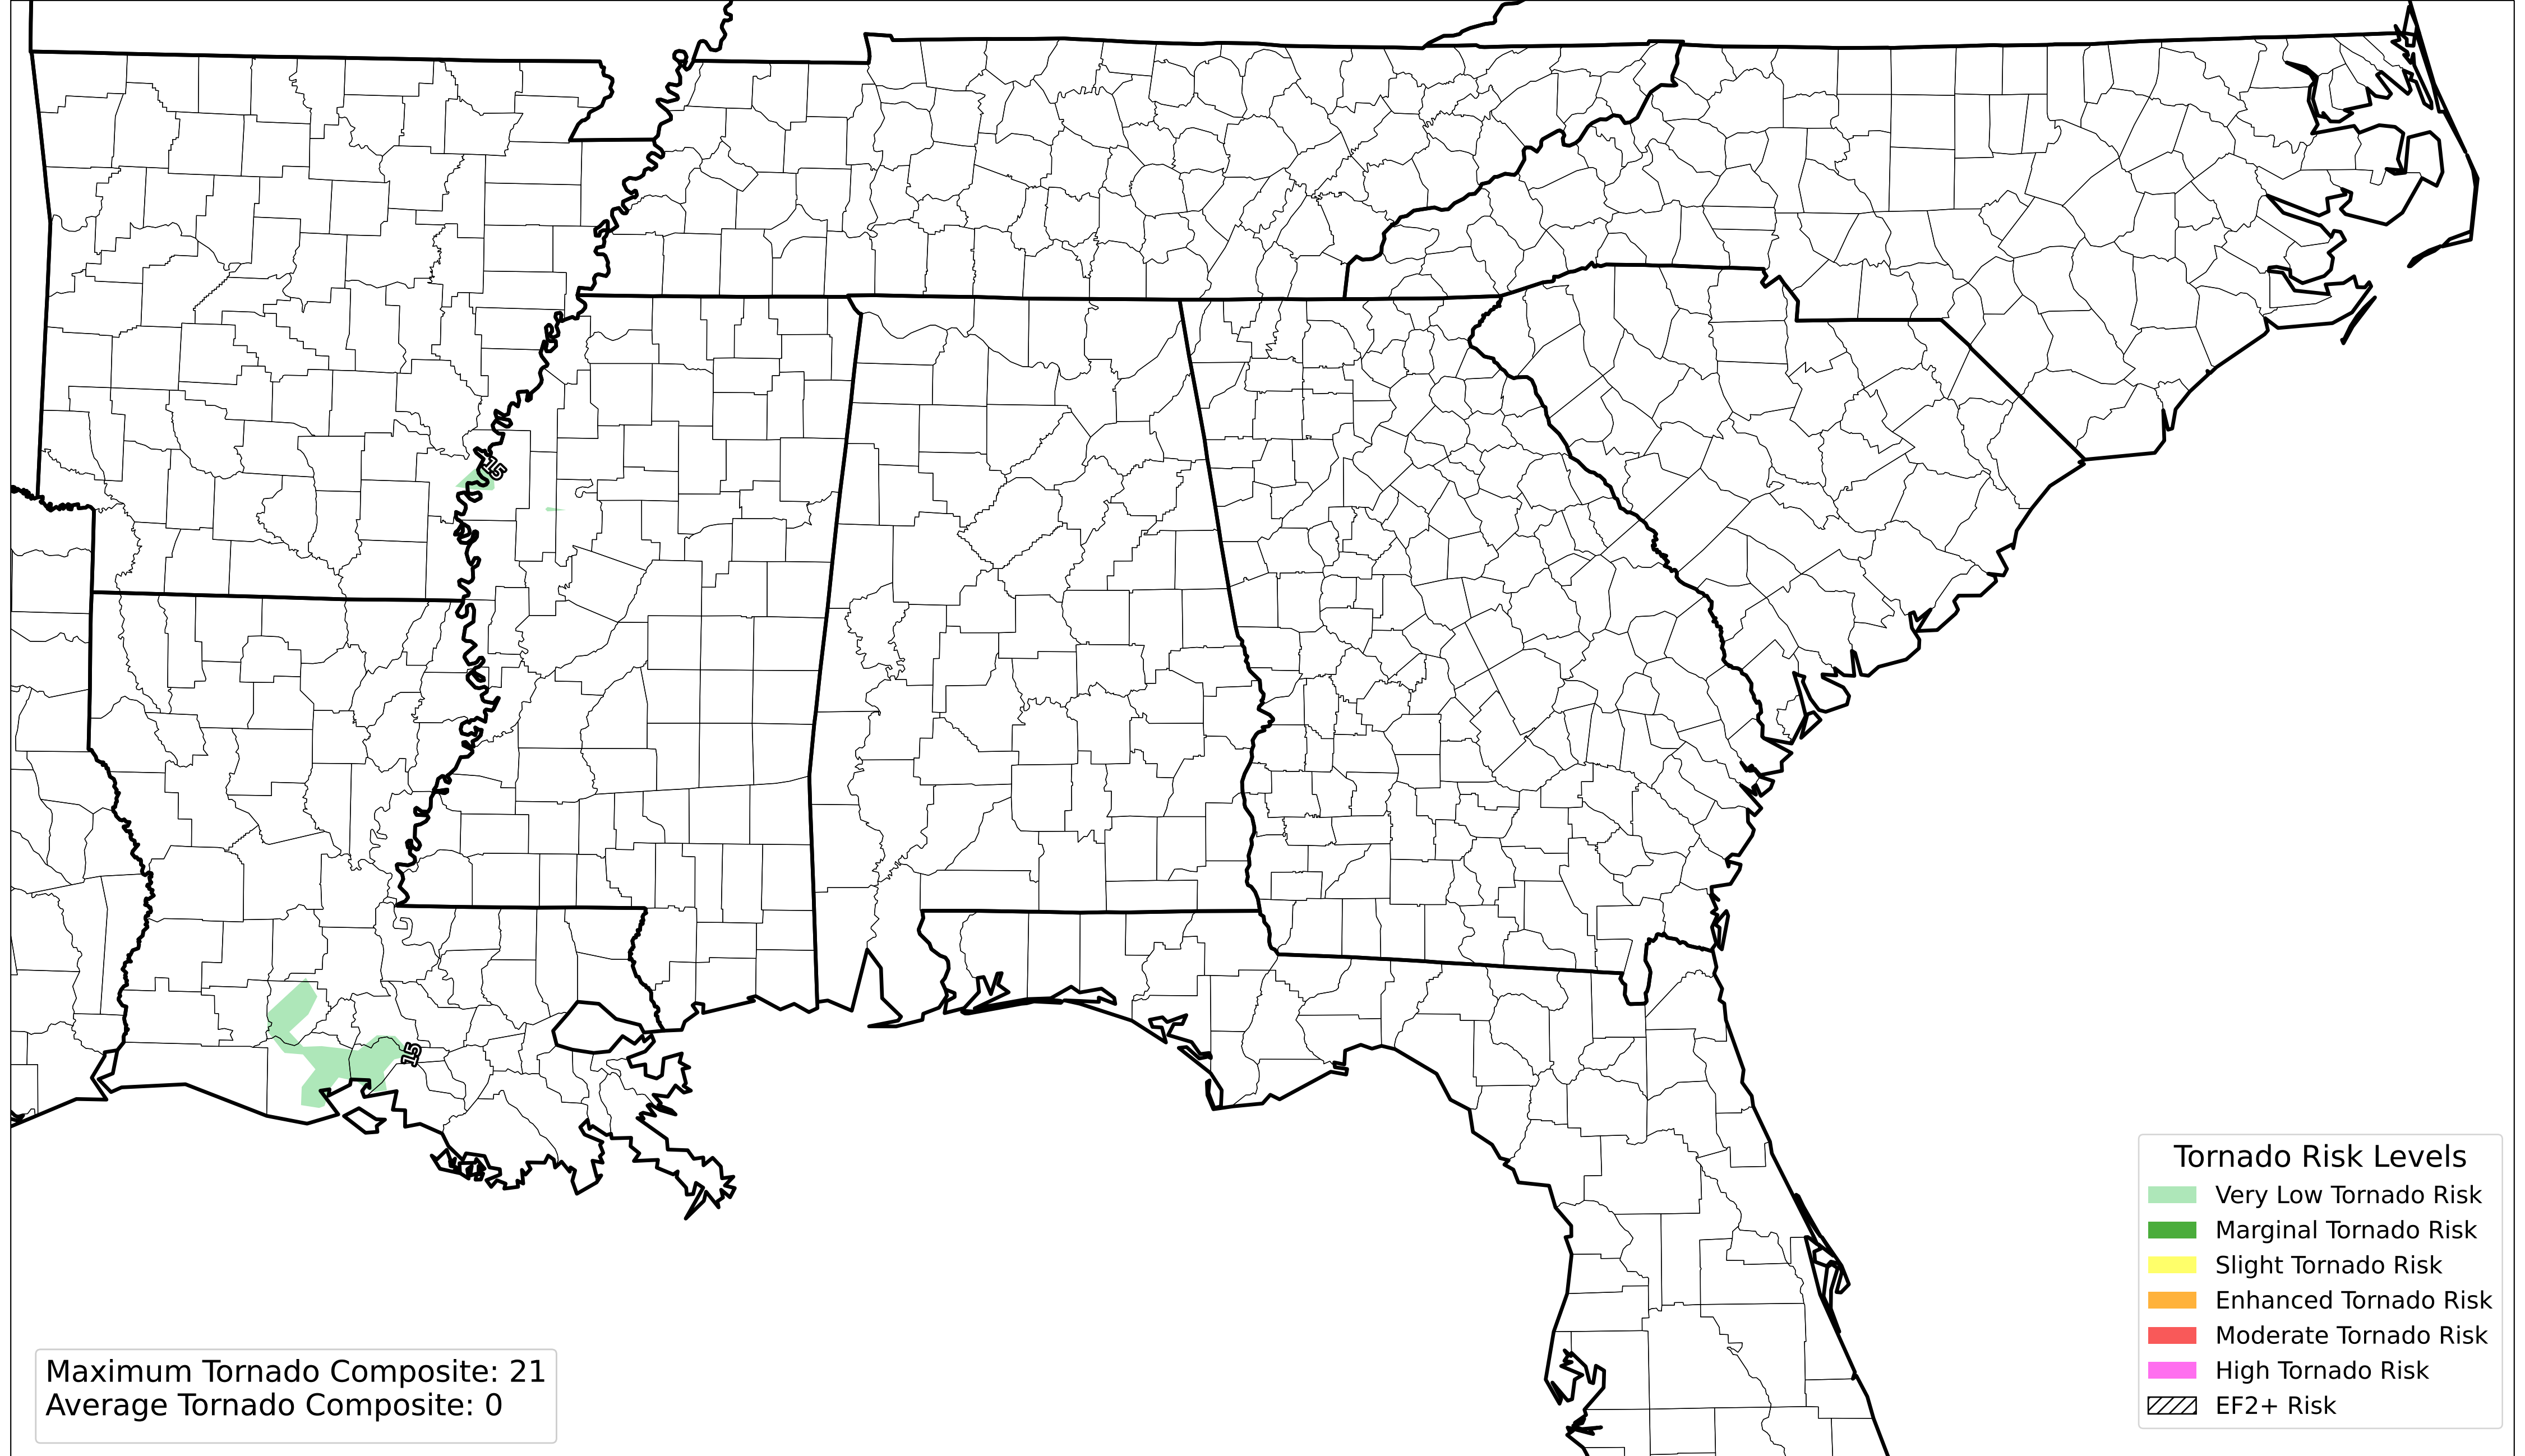 15
15
Tornado Risk Levels
Very Low Tornado Risk
Marginal Tornado Risk
Slight Tornado Risk
Enhanced Tornado Risk
Moderate Tornado Risk
High Tornado Risk
EF2+ Risk
Maximum Tornado Composite: 21
Average Tornado Composite: 0